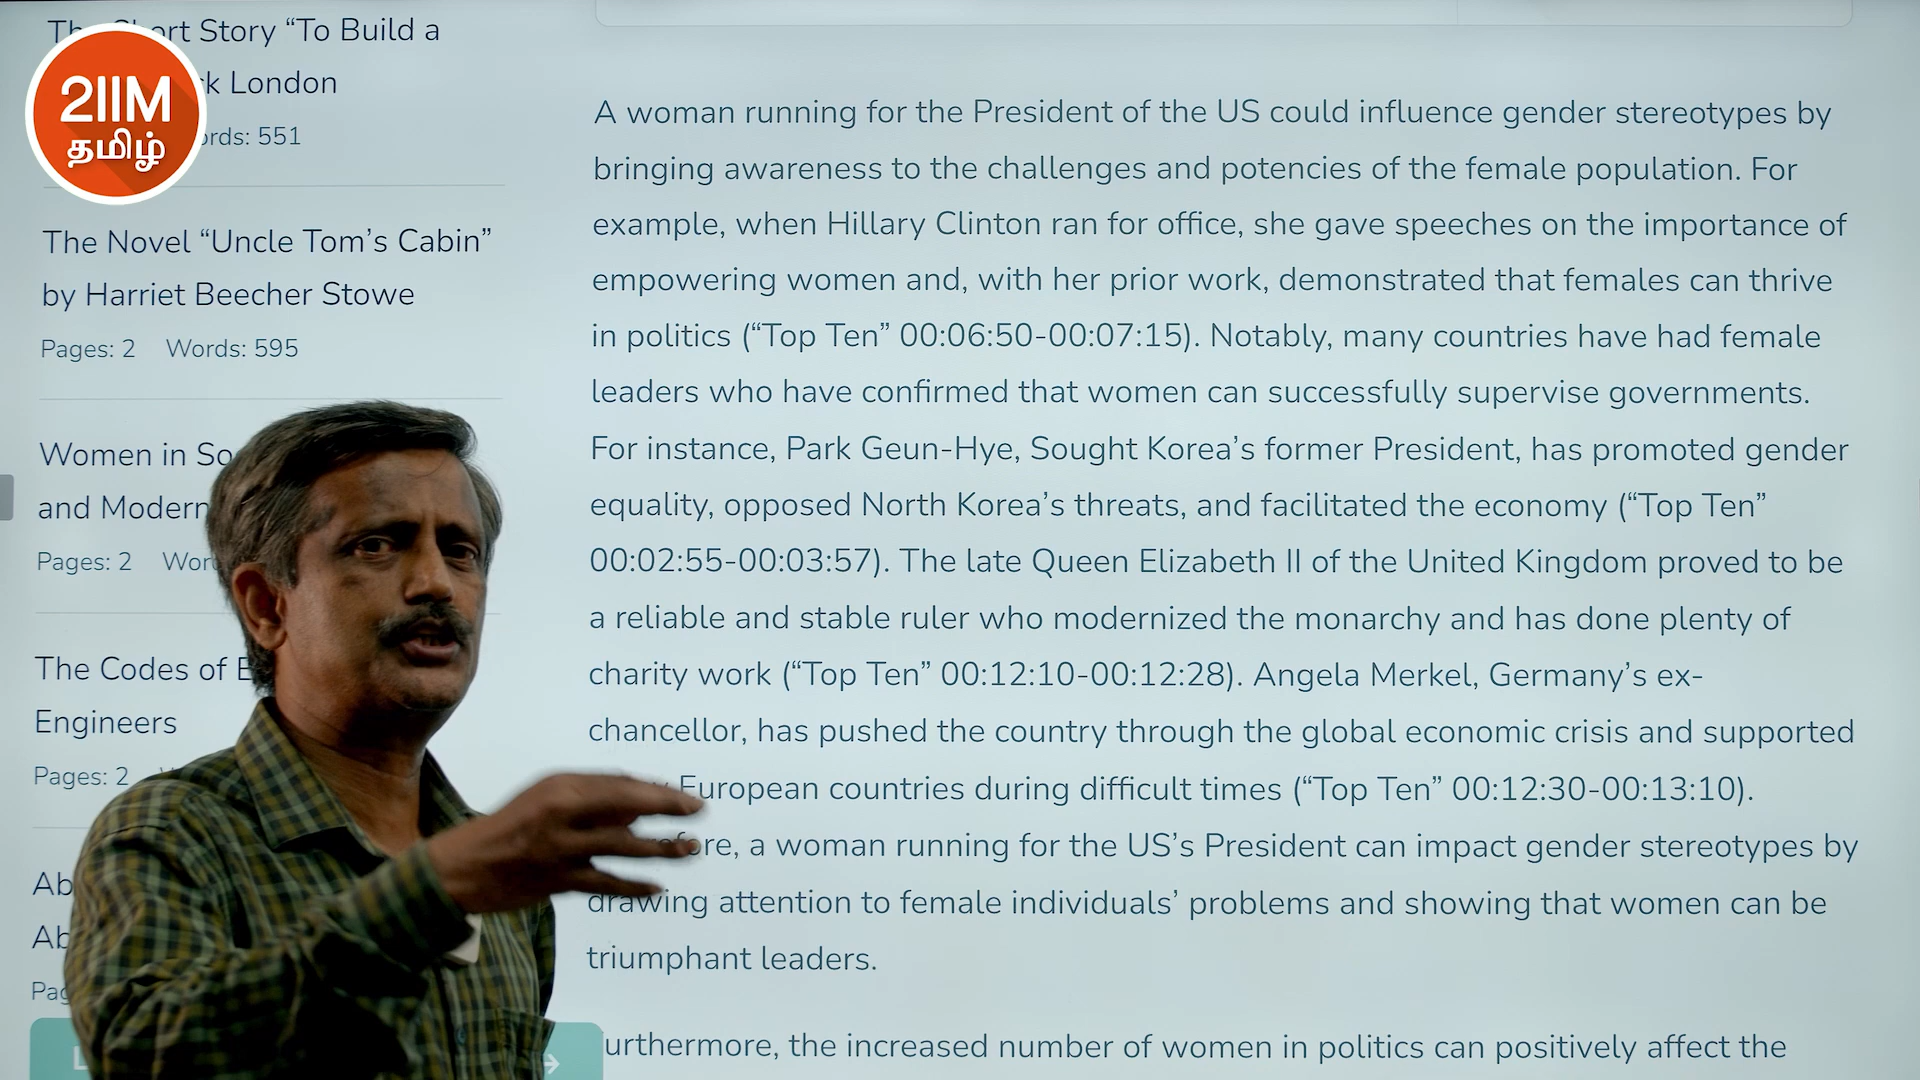 The Short Story “To Build a
ck London
ords: 551
2IIM
தமிழ்
The Novel “Uncle Tom’s Cabin”
by Harriet Beecher Stowe
Pages: 2 Words: 595
Women in So
and Modern
Pages: 2 Wor
The Codes of E
Engineers
Pages: 2
Ab
Ab
Pag
A woman running for the President of the US could influence gender stereotypes by
bringing awareness to the challenges and potencies of the female population. For
example, when Hillary Clinton ran for office, she gave speeches on the importance of
empowering women and, with her prior work, demonstrated that females can thrive
in politics (“Top Ten” 00:06:50-00:07:15). Notably, many countries have had female
leaders who have confirmed that women can successfully supervise governments.
For instance, Park Geun-Hye, Sought Korea’s former President, has promoted gender
equality, opposed North Korea’s threats, and facilitated the economy (“Top Ten”
00:02:55-00:03:57). The late Queen Elizabeth II of the United Kingdom proved to be
a reliable and stable ruler who modernized the monarchy and has done plenty of
charity work (“Top Ten” 00:12:10-00:12:28). Angela Merkel, Germany’s ex-
chancellor, has pushed the country through the global economic crisis and supported
European countries during difficult times (“Top Ten” 00:12:30-00:13:10).
refore, a woman running for the US’s President can impact gender stereotypes by
drawing attention to female individuals’ problems and showing that women can be
triumphant leaders.
urthermore, the increased number of women in politics can positively affect the